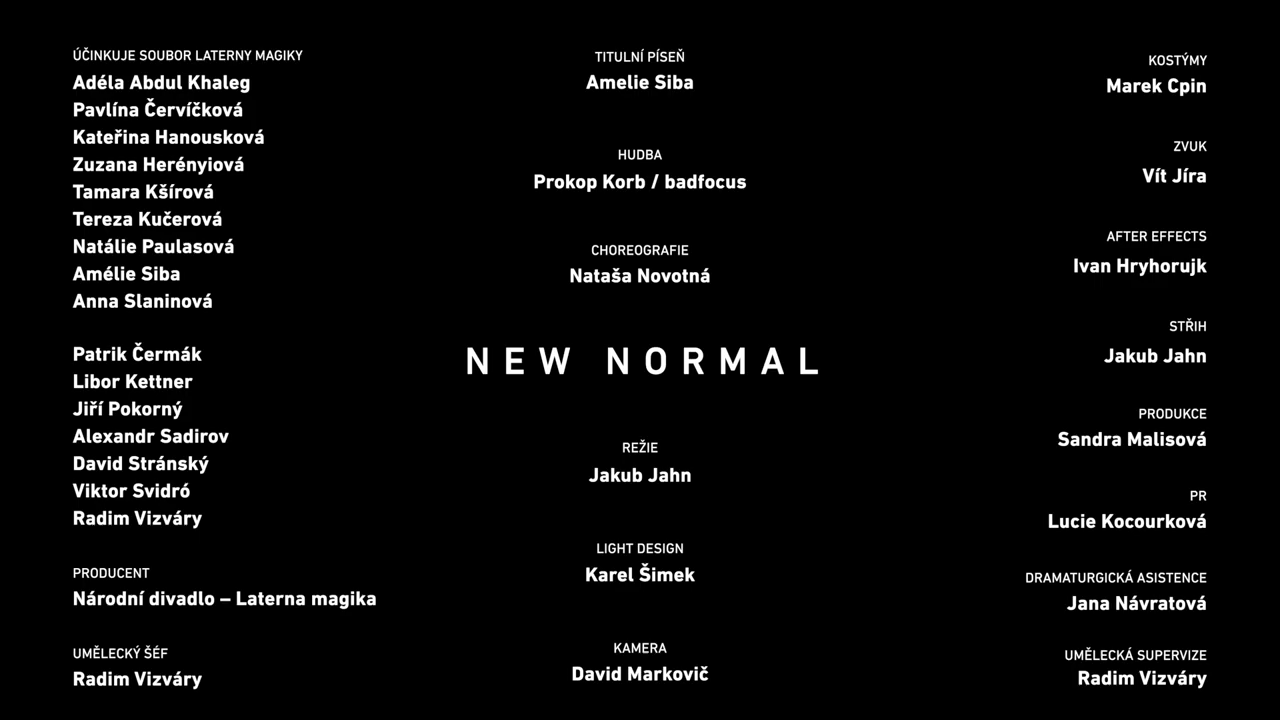 ÚČINKUJE SOUBOR LATERNY MAGIKY
Adéla Abdul Khaleg
Pavlína Červíčková
Kateřina Hanousková
Zuzana Herényiová
Tamara Kšírová
Tereza Kučerová
Natálie Paulasová
Amélie Siba
Anna Slaninová
Patrik Čermák
Libor Kettner
Jiří Pokorný
Alexandr Sadirov
David Stránský
Viktor Svidró
Radim Vizváry
PRODUCENT
Národní divadlo – Laterna magika
UMĚLECKÝ ŠÉF
Radim Vizváry
TITULNÍ PÍSEŇ
Amelie Siba
HUDBA
Prokop Korb / badfocus
CHOREOGRAFIE
Nataša Novotná
NEW NORMAL
REŽIE
Jakub Jahn
LIGHT DESIGN
Karel Šimek
KAMERA
David Markovič
KOSTÝMY
Marek Cpin
ZVUK
Vít Jíra
AFTER EFFECTS
Ivan Hryhorujk
STŘIH
Jakub Jahn
PRODUKCE
Sandra Malisová
PR
Lucie Kocourková
DRAMATURGICKÁ ASISTENCE
Jana Návratová
UMĚLECKÁ SUPERVIZE
Radim Vizváry